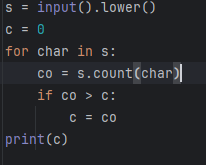 s = input().lower()
c = 0
for char in s:
    co = s.count(char)
    if co > c:
        c = co
print(c)